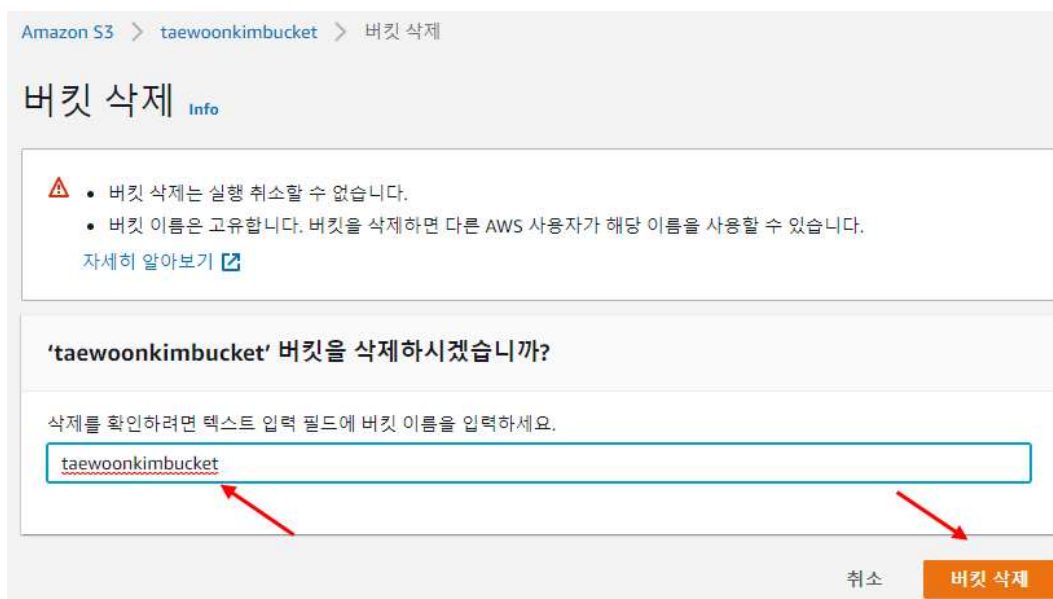 Amazon S3 > taewoonkimbucket > 버킷 삭제
버킷 삭제 Info
• 버킷 삭제는 실행 취소할 수 없습니다.
• 버킷 이름은 고유합니다. 버킷을 삭제하면 다른 AWS 사용자가 해당 이름을 사용할 수 있습니다.
자세히 알아보기
‘taewoonkimbucket’ 버킷을 삭제하시겠습니까?
삭제를 확인하려면 텍스트 입력 필드에 버킷 이름을 입력하세요.
taewoonkimbucket
취소 버킷 삭제